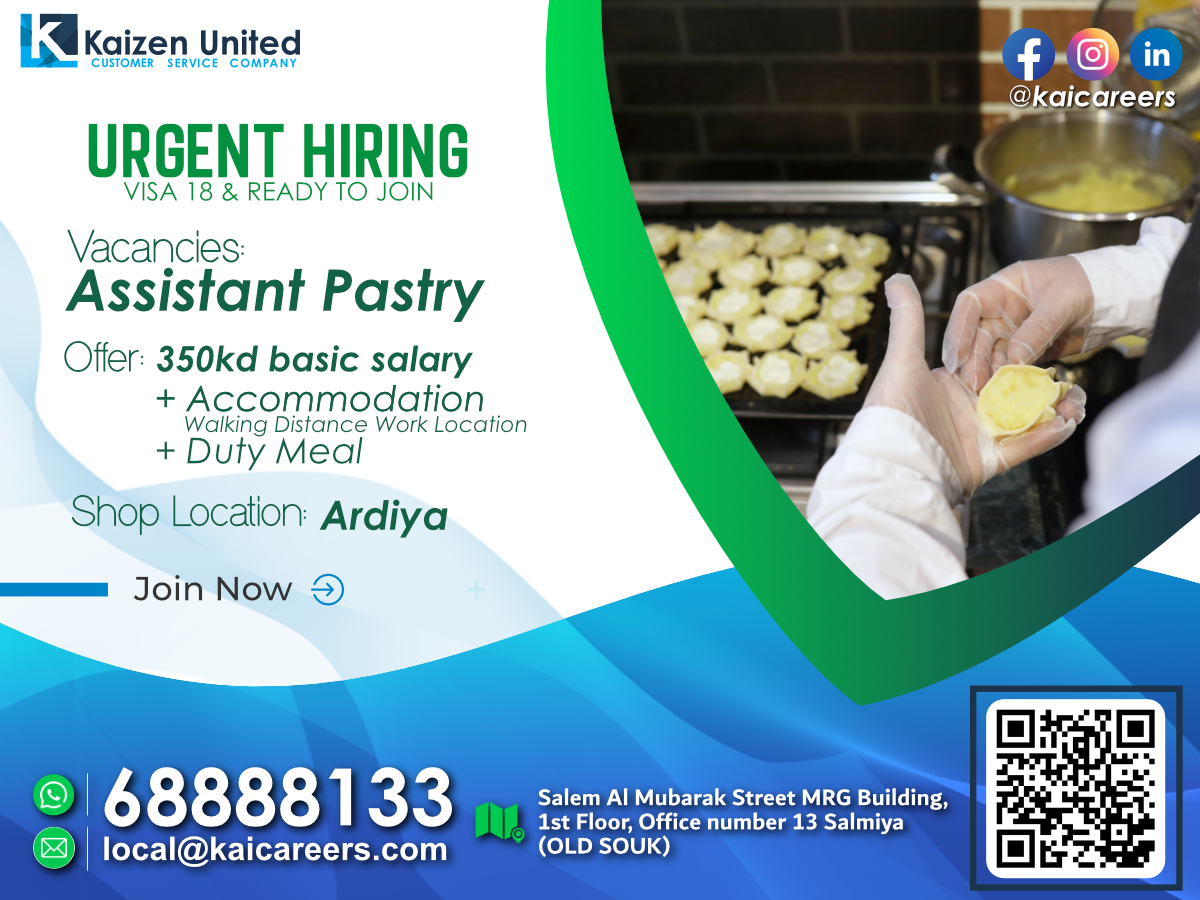 Kaizen United
CUSTOMER SERVICE COMPANY
@kaicareers
URGENT HIRING
VISA 18 & READY TO JOIN
Vacancies:
Assistant Pastry
Offer: 350kd basic salary
+ Accommodation
Walking Distance Work Location
+ Duty Meal
Shop Location: Ardiya
Join Now
68888133
local@kaicareers.com
Salem Al Mubarak Street MRG Building,
1st Floor, Office number 13 Salmiya
(OLD SOUK)